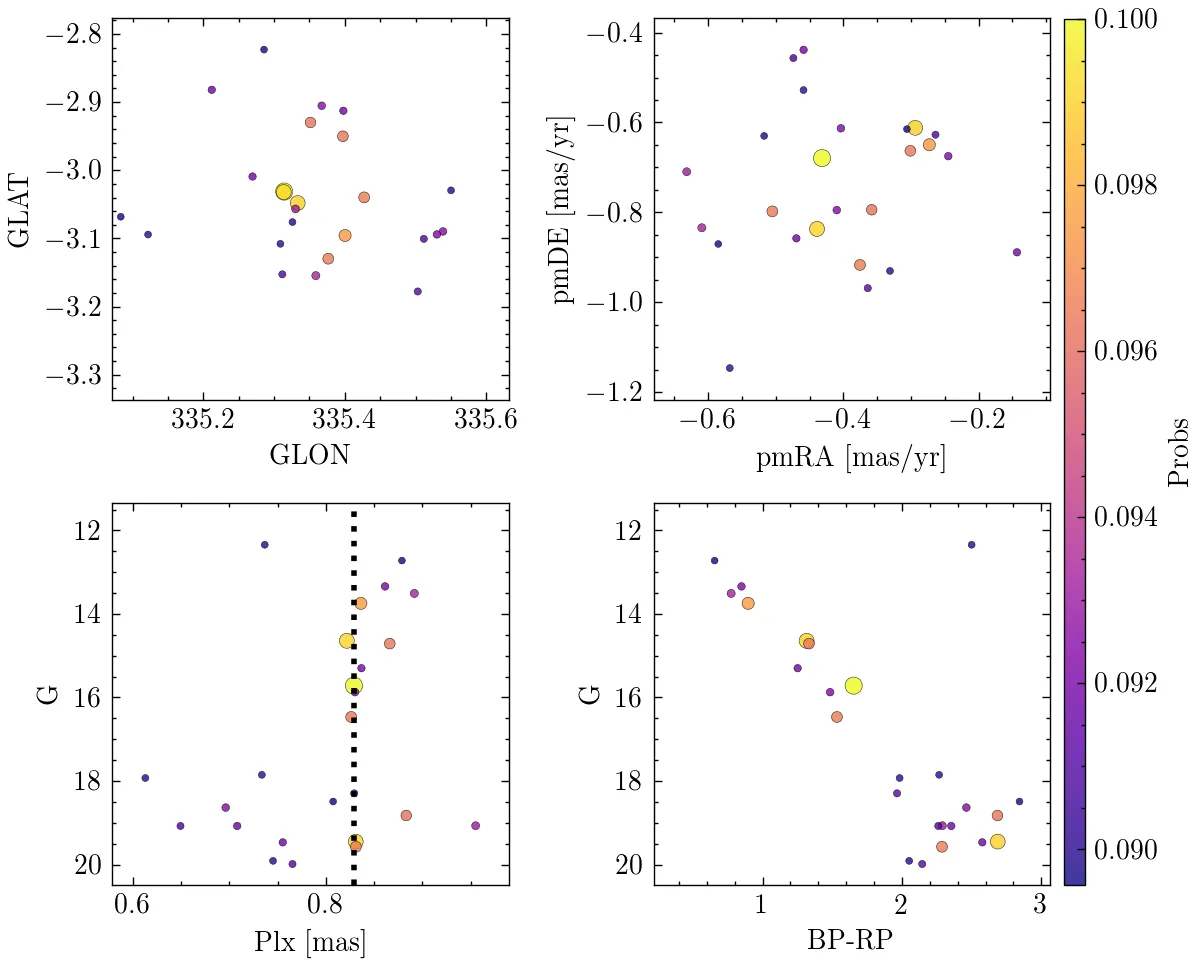 −2.8
−2.9
−3.0
−3.1
−3.2
−3.3
GLAT
335.2 335.4 335.6
GLON
−0.4
−0.6
−0.8
−1.0
−1.2
pmDE [mas/yr]
−0.6 −0.4 −0.2
pmRA [mas/yr]
12
14
16
18
20
G
0.6 0.8
Plx [mas]
12
14
16
18
20
G
1 2 3
BP-RP
0.100
0.098
0.096
0.094
0.092
0.090
Probs